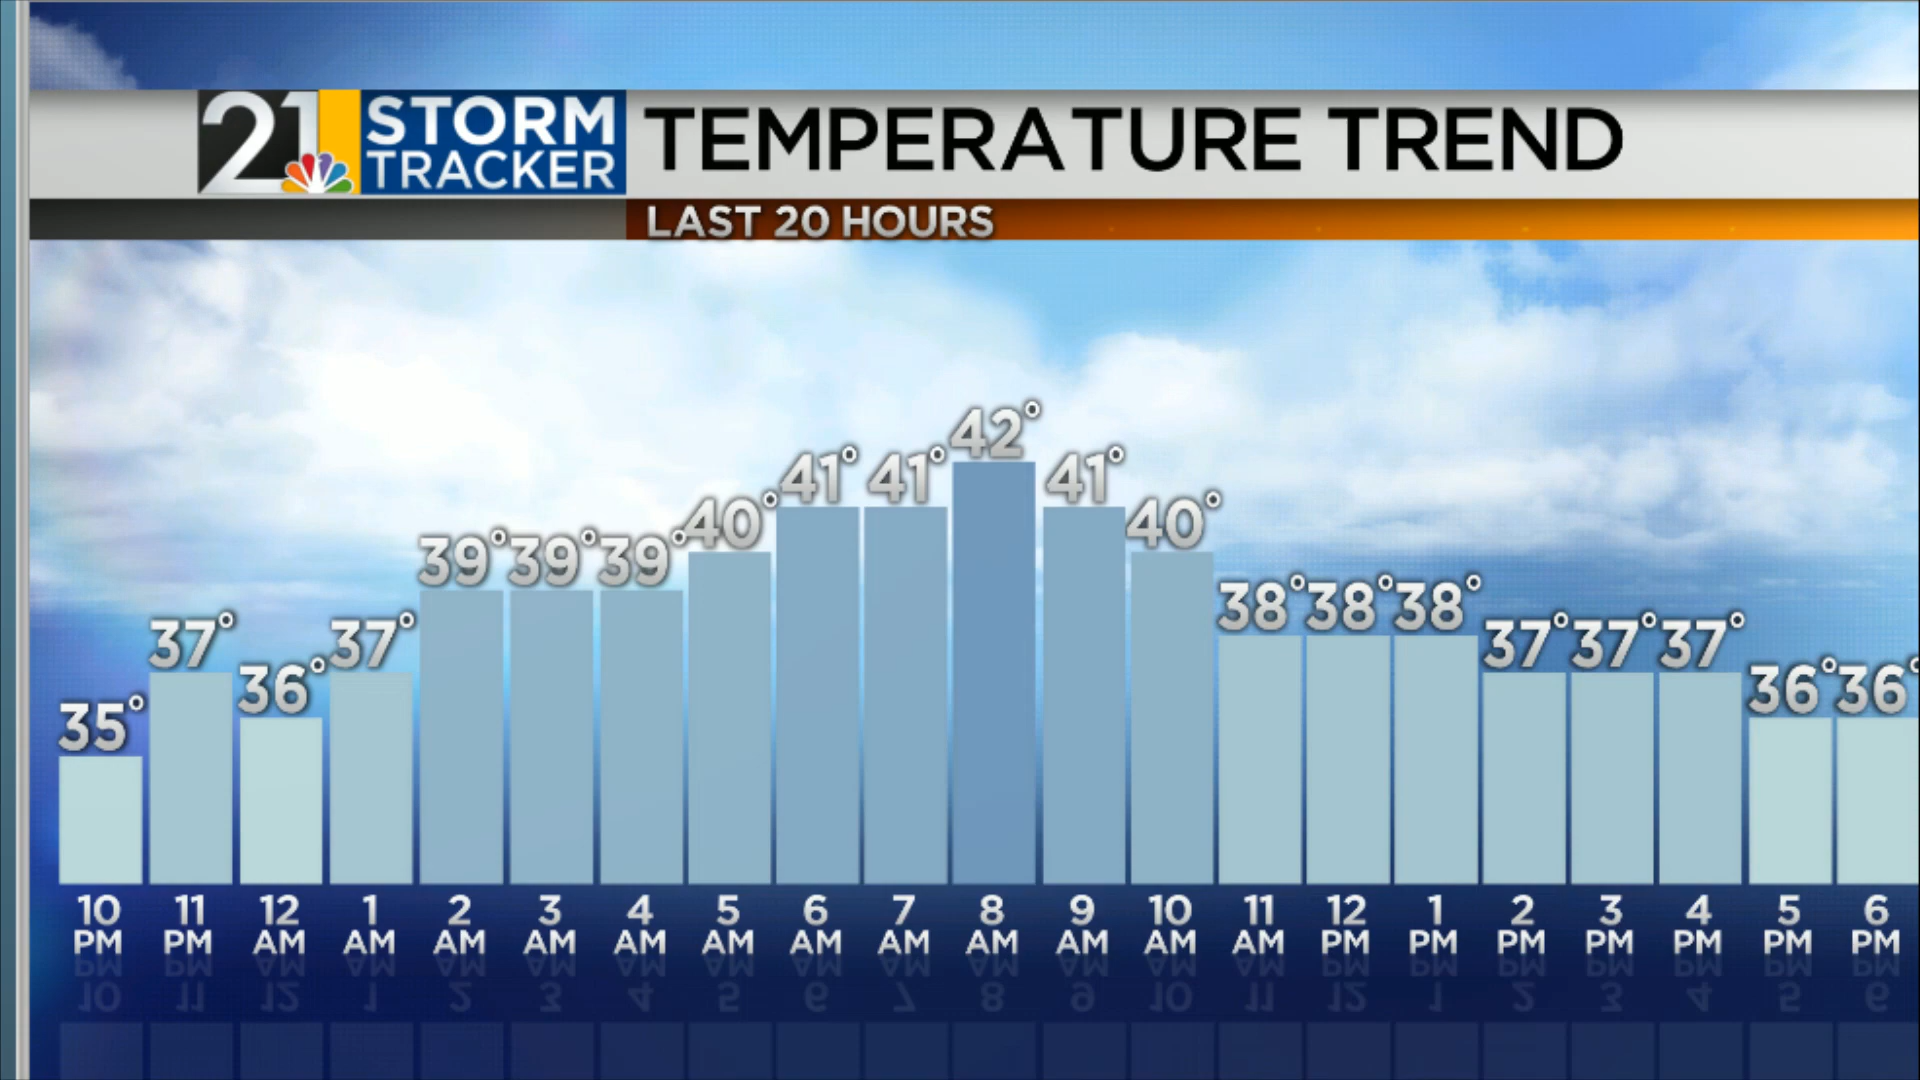 21 STORM TRACKER
TEMPERATURE TREND
LAST 20 HOURS
35° 37° 36° 37° 39° 39° 39° 40° 41° 41° 42° 41° 40° 38° 38° 38° 37° 37° 37° 36° 36°
10 11 12 1 2 3 4 5 6 7 8 9 10 11 12 1 2 3 4 5 6
PM PM AM AM AM AM AM AM AM AM AM AM AM AM PM PM PM PM PM PM PM